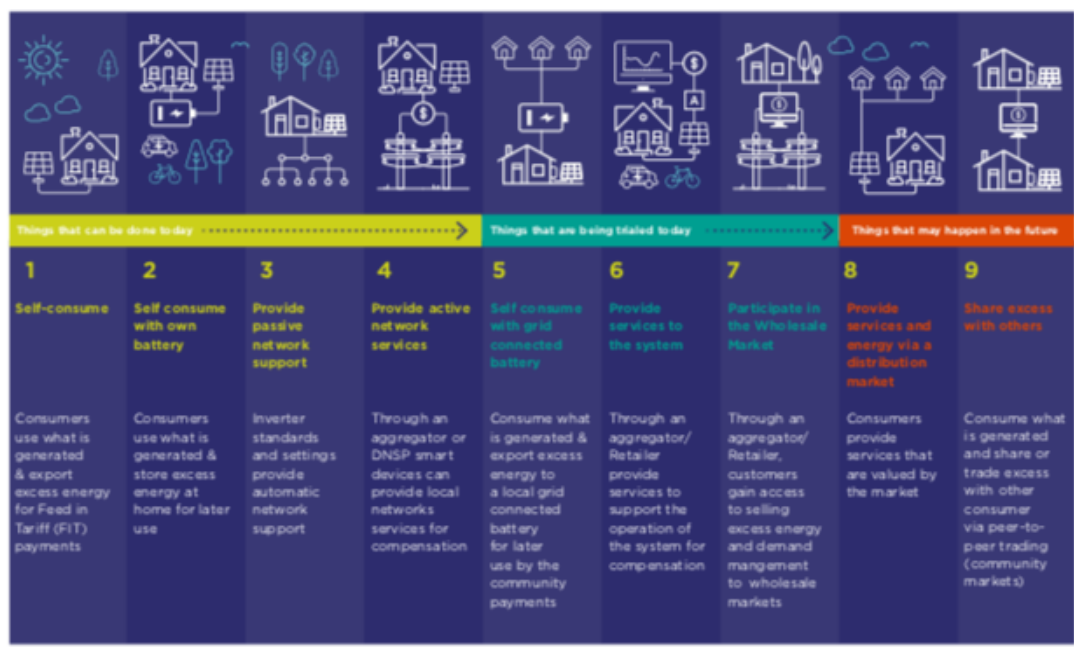 $
$
A
$
$
Things that can be done today
Things that are being trialed today
Things that may happen in the future
1
Self-consume
Consumers
use what is
generated
& export
excess energy
for Feed in
Tariff (FIT)
payments
2
Self consume
with own
battery
Consumers
use what is
generated &
store excess
energy at
home for later
use
3
Provide
passive
network
support
Inverter
standards
and settings
provide
automatic
network
support
4
Provide active
network
services
Through an
aggregator or
DNSP smart
devices can
provide local
networks
services for
compensation
5
Self consume
with grid
connected
battery
Consume what
is generated &
export excess
energy to
a local grid
connected
battery
for later
use by the
community
payments
6
Provide
services to
the system
Through an
aggregator/
Retailer
provide
services to
support the
operation of
the system for
compensation
7
Participate in
the Wholesale
Market
Through an
aggregator/
Retailer,
customers
gain access
to selling
excess energy
and demand
mangement
to wholesale
markets
8
Provide
services and
energy via a
distribution
market
Consumers
provide
services that
are valued by
the market
9
Share excess
with others
Consume what
is generated
and share or
trade excess
with other
consumer
via peer-to-
peer trading
(community
markets)